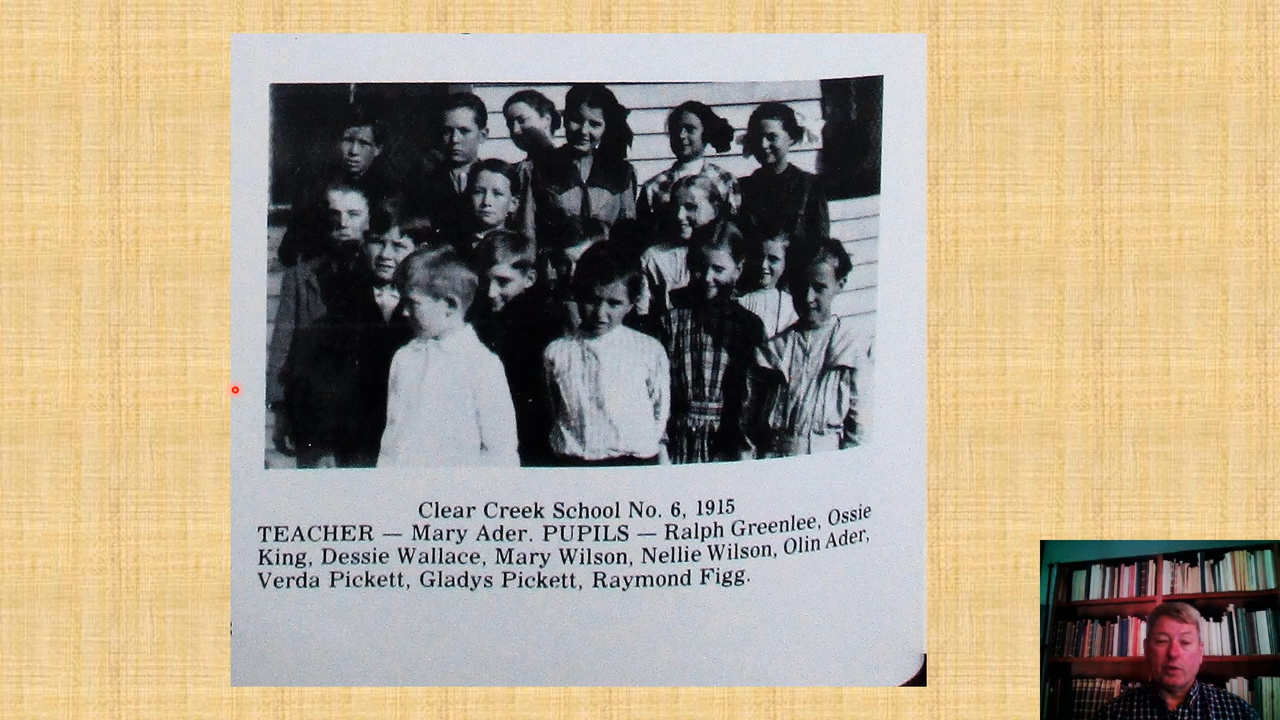 Clear Creek School No. 6, 1915
TEACHER — Mary Ader. PUPILS — Ralph Greenlee, Ossie
King, Dessie Wallace, Mary Wilson, Nellie Wilson, Olin Ader,
Verda Pickett, Gladys Pickett, Raymond Figg.